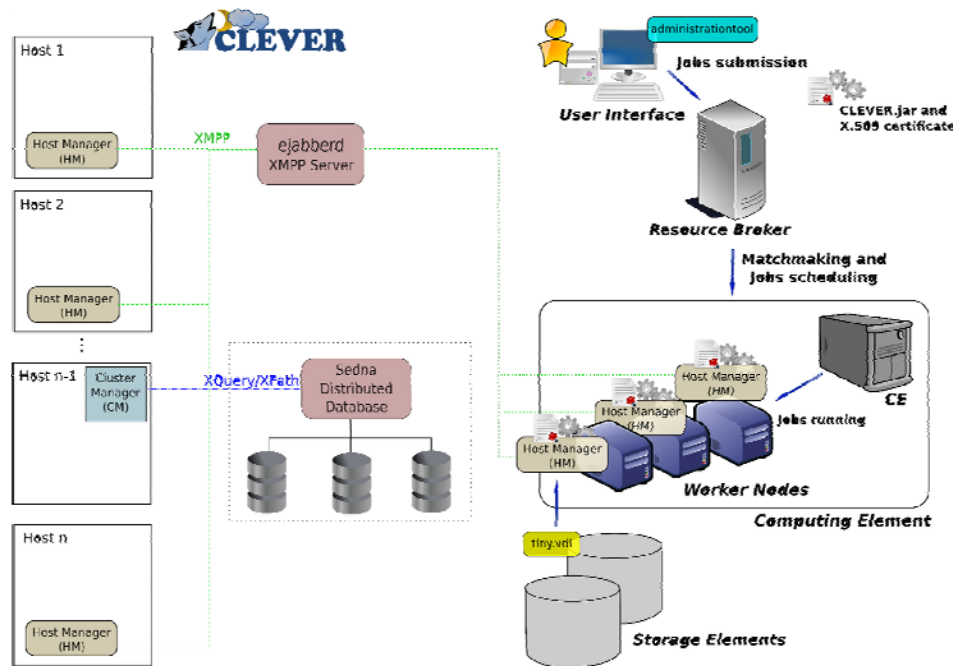 CLEVER
Host 1
Host Manager
(HM)
XMPP
ejabberd
XMPP Server
Host 2
Host Manager
(HM)
Host n-1
Cluster
Manager
(CM)
XQuery/XPath
Sedna
Distributed
Database
Host n
Host Manager
(HM)
administrationtool
Jobs submission
User Interface
CLEVER.jar and
X.509 certificate
Resource Broker
Matchmaking and
Jobs scheduling
Host Manager
(HM)
Host Manager
(HM)
Host Manager
(HM)
CE
Jobs running
Worker Nodes
Computing Element
tiny.vdi
Storage Elements